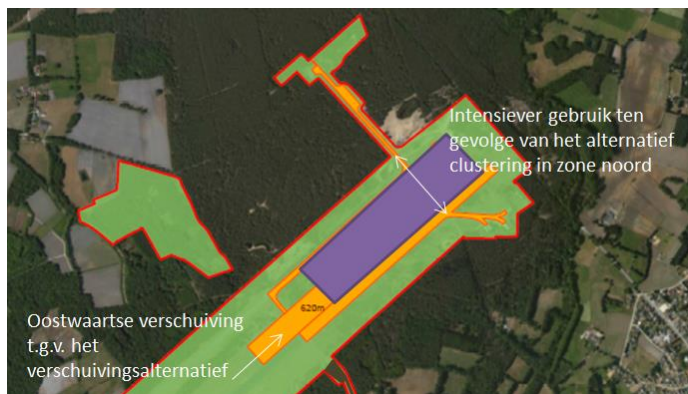 Intensiever gebruik ten
gevolge van het alternatief
clustering in zone noord
620m
Oostwaartse verschuiving
t.g.v. het
verschuivingsalternatief